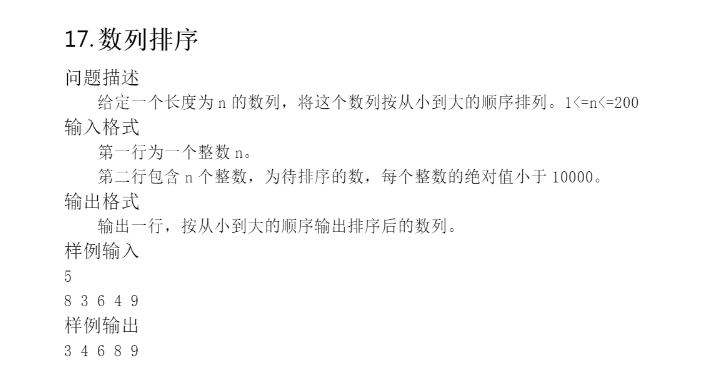 17.数列排序
问题描述
给定一个长度为 n 的数列，将这个数列按从小到大的顺序排列。1<=n<=200
输入格式
第一行为一个整数 n。
第二行包含 n 个整数，为待排序的数，每个整数的绝对值小于 10000。
输出格式
输出一行，按从小到大的顺序输出排序后的数列。
样例输入
5
8 3 6 4 9
样例输出
3 4 6 8 9